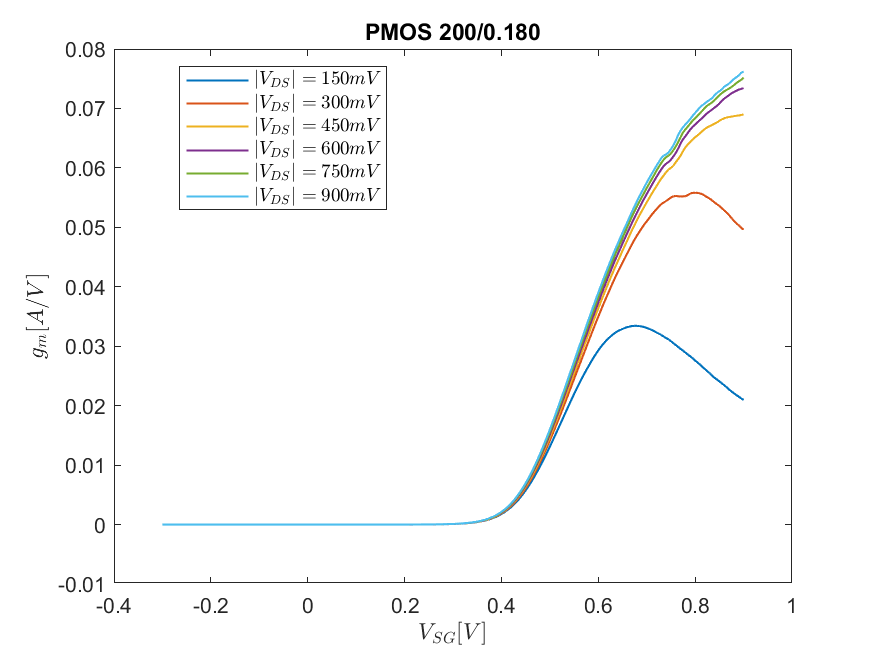 PMOS 200/0.180
0.08
0.07
0.06
0.05
0.04
0.03
0.02
0.01
0
-0.01
g_m[A/V]
|V_DS| = 150mV
|V_DS| = 300mV
|V_DS| = 450mV
|V_DS| = 600mV
|V_DS| = 750mV
|V_DS| = 900mV
-0.4 -0.2 0 0.2 0.4 0.6 0.8 1
V_SG[V]